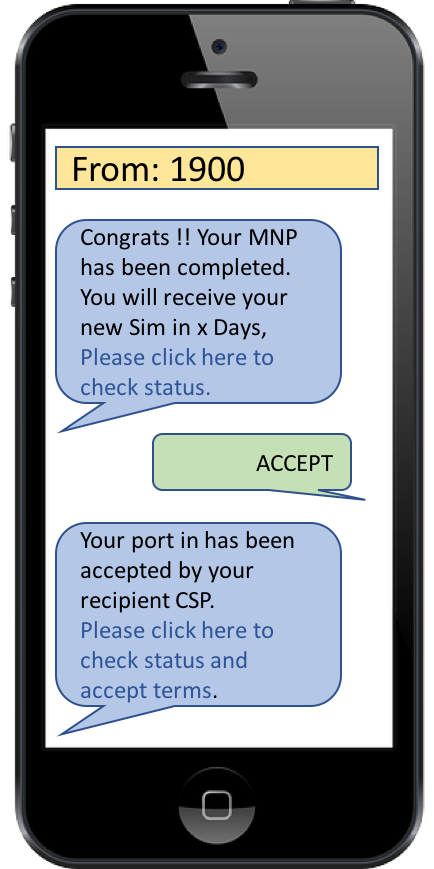 From: 1900
Congrats !! Your MNP
has been completed.
You will receive your
new Sim in x Days,
Please click here to
check status.
ACCEPT
Your port in has been
accepted by your
recipient CSP.
Please click here to
check status and
accept terms.